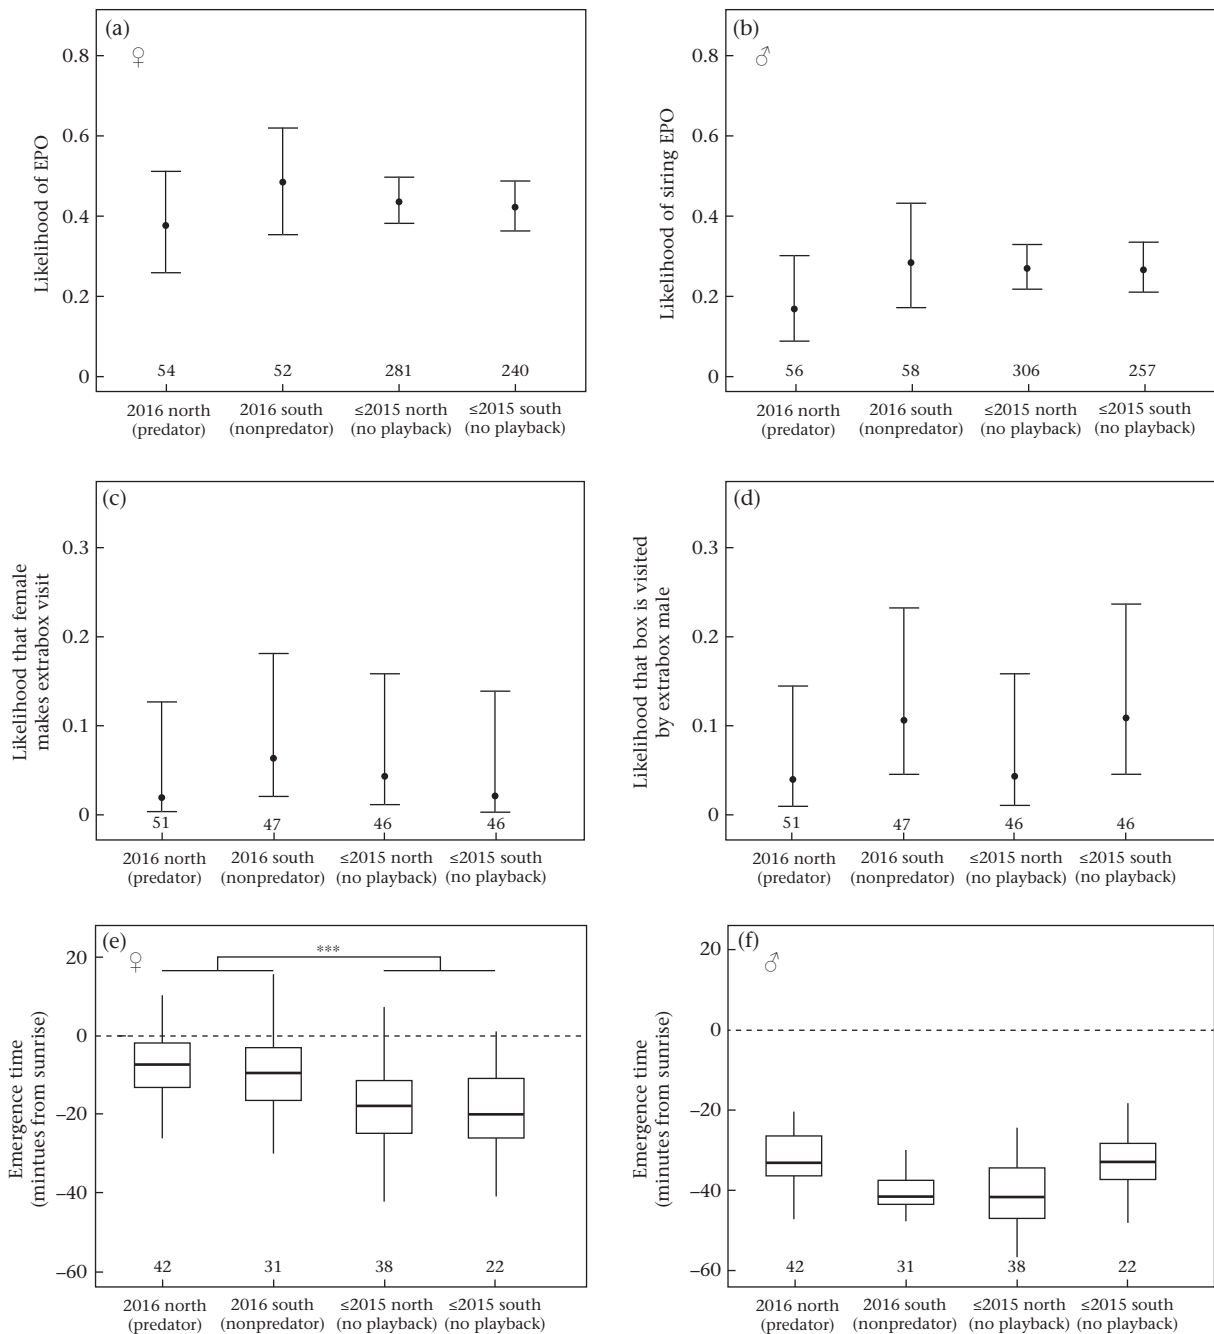 (a)
♀
0.8
0.6
0.4
0.2
0
Likelihood of EPO
54 52 281 240
2016 north 2016 south ≤2015 north ≤2015 south
(predator) (nonpredator) (no playback) (no playback)
(b)
♂
0.8
0.6
0.4
0.2
0
Likelihood of siring EPO
56 58 306 257
2016 north 2016 south ≤2015 north ≤2015 south
(predator) (nonpredator) (no playback) (no playback)
(c)
0.3
0.2
0.1
0
Likelihood that female
makes extrabox visit
51 47 46 46
2016 north 2016 south ≤2015 north ≤2015 south
(predator) (nonpredator) (no playback) (no playback)
(d)
0.3
0.2
0.1
0
Likelihood that box is visited
by extrabox male
51 47 46 46
2016 north 2016 south ≤2015 north ≤2015 south
(predator) (nonpredator) (no playback) (no playback)
(e)
♀
***
20
0
−20
−40
−60
Emergence time
(mintues from sunrise)
42 31 38 22
2016 north 2016 south ≤2015 north ≤2015 south
(predator) (nonpredator) (no playback) (no playback)
(f)
♂
20
0
−20
−40
−60
Emergence time
(minutes from sunrise)
42 31 38 22
2016 north 2016 south ≤2015 north ≤2015 south
(predator) (nonpredator) (no playback) (no playback)